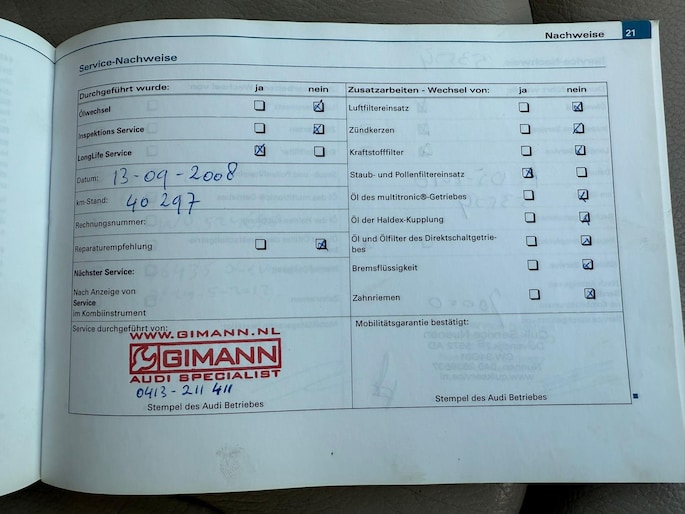 Nachweise 21
Service-Nachweise
Durchgeführt wurde: ja nein
Ölwechsel
Inspektions Service
LongLife Service
Datum: 13-09-2008
km-Stand: 40 297
Rechnungsnummer:
Reparaturempfehlung
Nächster Service:
Nach Anzeige von
Service
im Kombiinstrument
Service durchgeführt von:
WWW.GIMANN.NL
GIMANN
AUDI SPECIALIST
0413-211 411
Stempel des Audi Betriebes
Zusatzarbeiten - Wechsel von: ja nein
Luftfiltereinsatz
Zündkerzen
Kraftstofffilter
Staub- und Pollenfiltereinsatz
Öl des multitronic®-Getriebes
Öl der Haldex-Kupplung
Öl und Ölfilter des Direktschaltgetrie-
bes
Bremsflüssigkeit
Zahnriemen
Mobilitätsgarantie bestätigt:
Stempel des Audi Betriebes